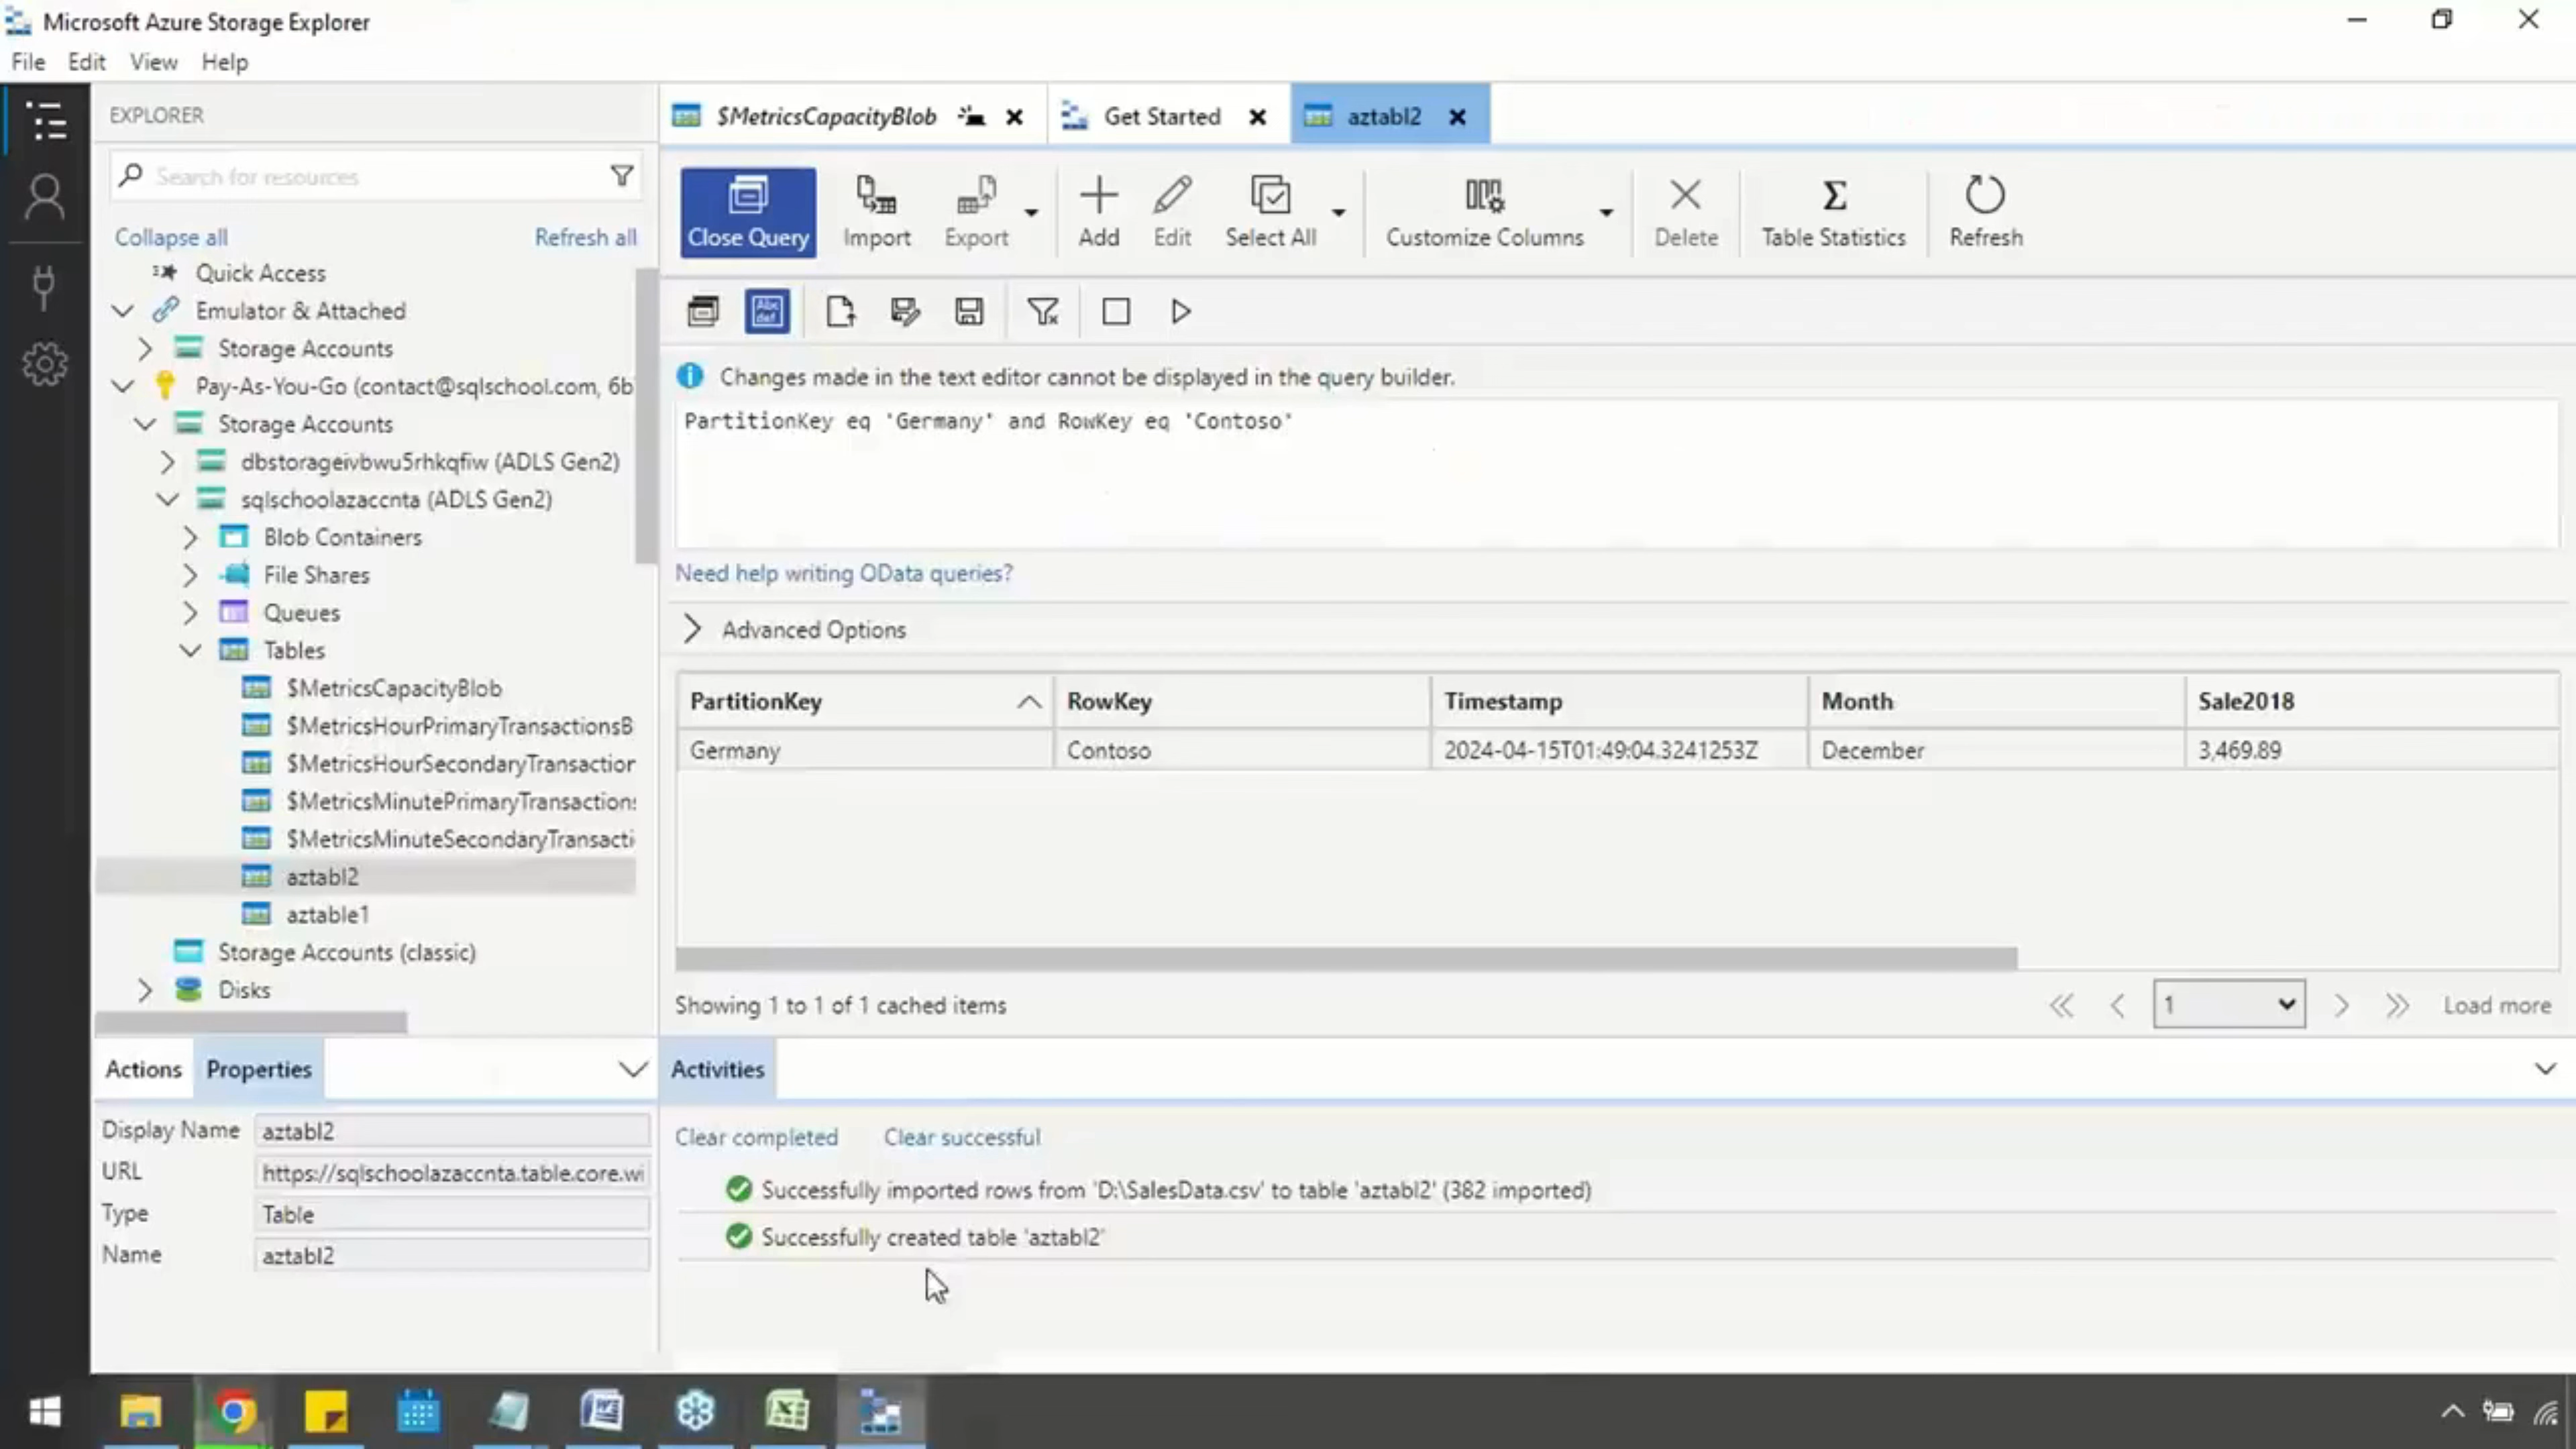 Microsoft Azure Storage Explorer
File Edit View Help
EXPLORER
Search for resources
Collapse all Refresh all
Quick Access
Emulator & Attached
Storage Accounts
Pay-As-You-Go (contact@sqlschool.com, 6b
Storage Accounts
dbstorageivbwu5rhkqfiw (ADLS Gen2)
sqlschoolazaccnta (ADLS Gen2)
Blob Containers
File Shares
Queues
Tables
$MetricsCapacityBlob
$MetricsHourPrimaryTransactionsB
$MetricsHourSecondaryTransaction
$MetricsMinutePrimaryTransactions
$MetricsMinuteSecondaryTransacti
aztabl2
aztable1
Storage Accounts (classic)
Disks
Actions Properties
Display Name aztabl2
URL https://sqlschoolazaccnta.table.core.wi
Type Table
Name aztabl2
$MetricsCapacityBlob Get Started aztabl2
Close Query Import Export Add Edit Select All Customize Columns Delete Table Statistics Refresh
Abc def
Changes made in the text editor cannot be displayed in the query builder.
PartitionKey eq 'Germany' and RowKey eq 'Contoso'
Need help writing OData queries?
Advanced Options
PartitionKey RowKey Timestamp Month Sale2018
Germany Contoso 2024-04-15T01:49:04.3241253Z December 3,469.89
Showing 1 to 1 of 1 cached items 1 Load more
Activities
Clear completed Clear successful
Successfully imported rows from 'D:\SalesData.csv' to table 'aztabl2' (382 imported)
Successfully created table 'aztabl2'